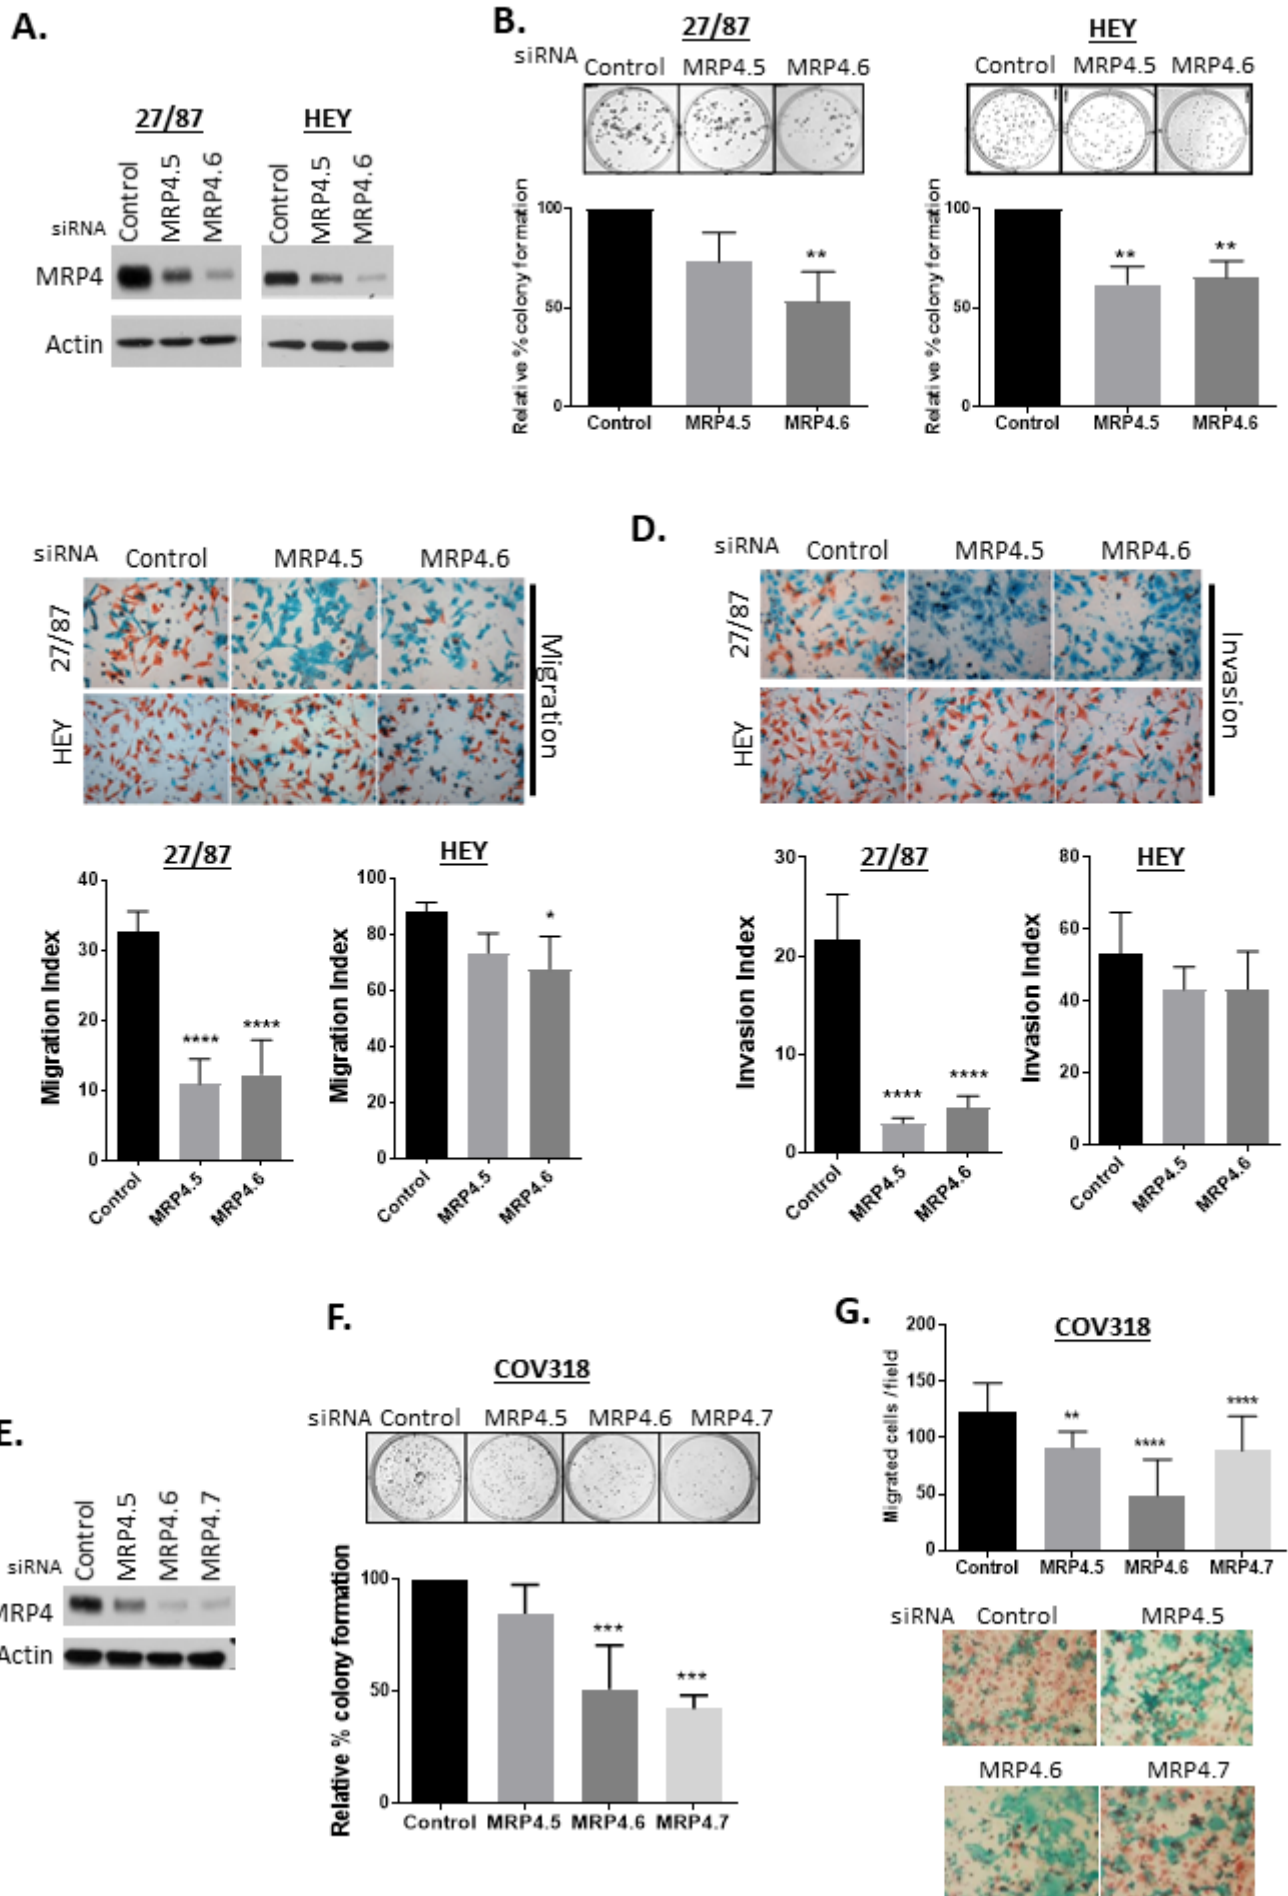 A.
27/87 HEY
siRNA Control MRP4.5 MRP4.6 Control MRP4.5 MRP4.6
MRP4
Actin
B.
27/87
siRNA Control MRP4.5 MRP4.6
Relative % colony formation
100
50
0
Control MRP4.5 MRP4.6
HEY
Control MRP4.5 MRP4.6
Relative % colony formation
100
** **
50
0
Control MRP4.5 MRP4.6
**
siRNA Control MRP4.5 MRP4.6
27/87
HEY
Migration
27/87
Migration Index
40
30
20
10
0
**** ****
Control MRP4.5 MRP4.6
HEY
Migration Index
100
80
60
40
20
0
*
Control MRP4.5 MRP4.6
D.
siRNA Control MRP4.5 MRP4.6
27/87
HEY
Invasion
27/87
Invasion Index
30
20
10
0
**** ****
Control MRP4.5 MRP4.6
HEY
Invasion Index
80
60
40
20
0
Control MRP4.5 MRP4.6
E.
siRNA Control MRP4.5 MRP4.6 MRP4.7
MRP4
Actin
F.
COV318
siRNA Control MRP4.5 MRP4.6 MRP4.7
Relative % colony formation
100
50
0
*** ***
Control MRP4.5 MRP4.6 MRP4.7
G.
COV318
Migrated cells /field
200
150
100
50
0
** **** ****
Control MRP4.5 MRP4.6 MRP4.7
siRNA Control MRP4.5
MRP4.6 MRP4.7